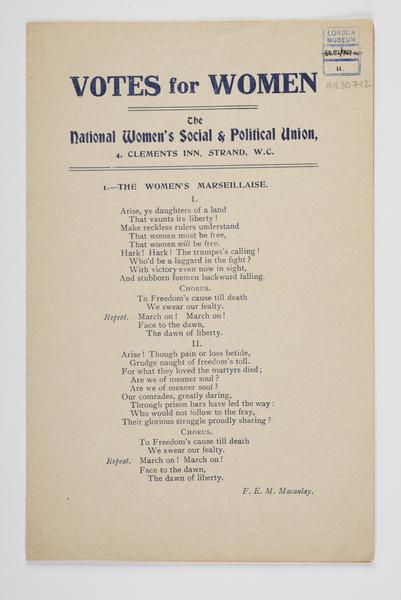 LONDON
MUSEUM
NN30712
VOTES for WOMEN
The
National Women's Social & Political Union,
4, CLEMENTS INN, STRAND, W.C.
1.—THE WOMEN'S MARSEILLAISE.
I.
Arise, ye daughters of a land
That vaunts its liberty!
Make reckless rulers understand
That women must be free,
That women will be free.
Hark! Hark! The trumpet's calling!
Who'd be a laggard in the fight?
With victory even now in sight,
And stubborn foemen backward falling.
CHORUS.
To Freedom's cause till death
We swear our fealty.
Repeat. March on! March on!
Face to the dawn,
The dawn of liberty.
II.
Arise! Though pain or loss betide,
Grudge naught of freedom's toll.
For what they loved the martyrs died;
Are we of meaner soul?
Are we of meaner soul?
Our comrades, greatly daring,
Through prison bars have led the way:
Who would not follow to the fray,
Their glorious struggle proudly sharing?
CHORUS.
To Freedom's cause till death
We swear our fealty.
Repeat. March on! March on!
Face to the dawn,
The dawn of liberty.
F. E. M. Macaulay.